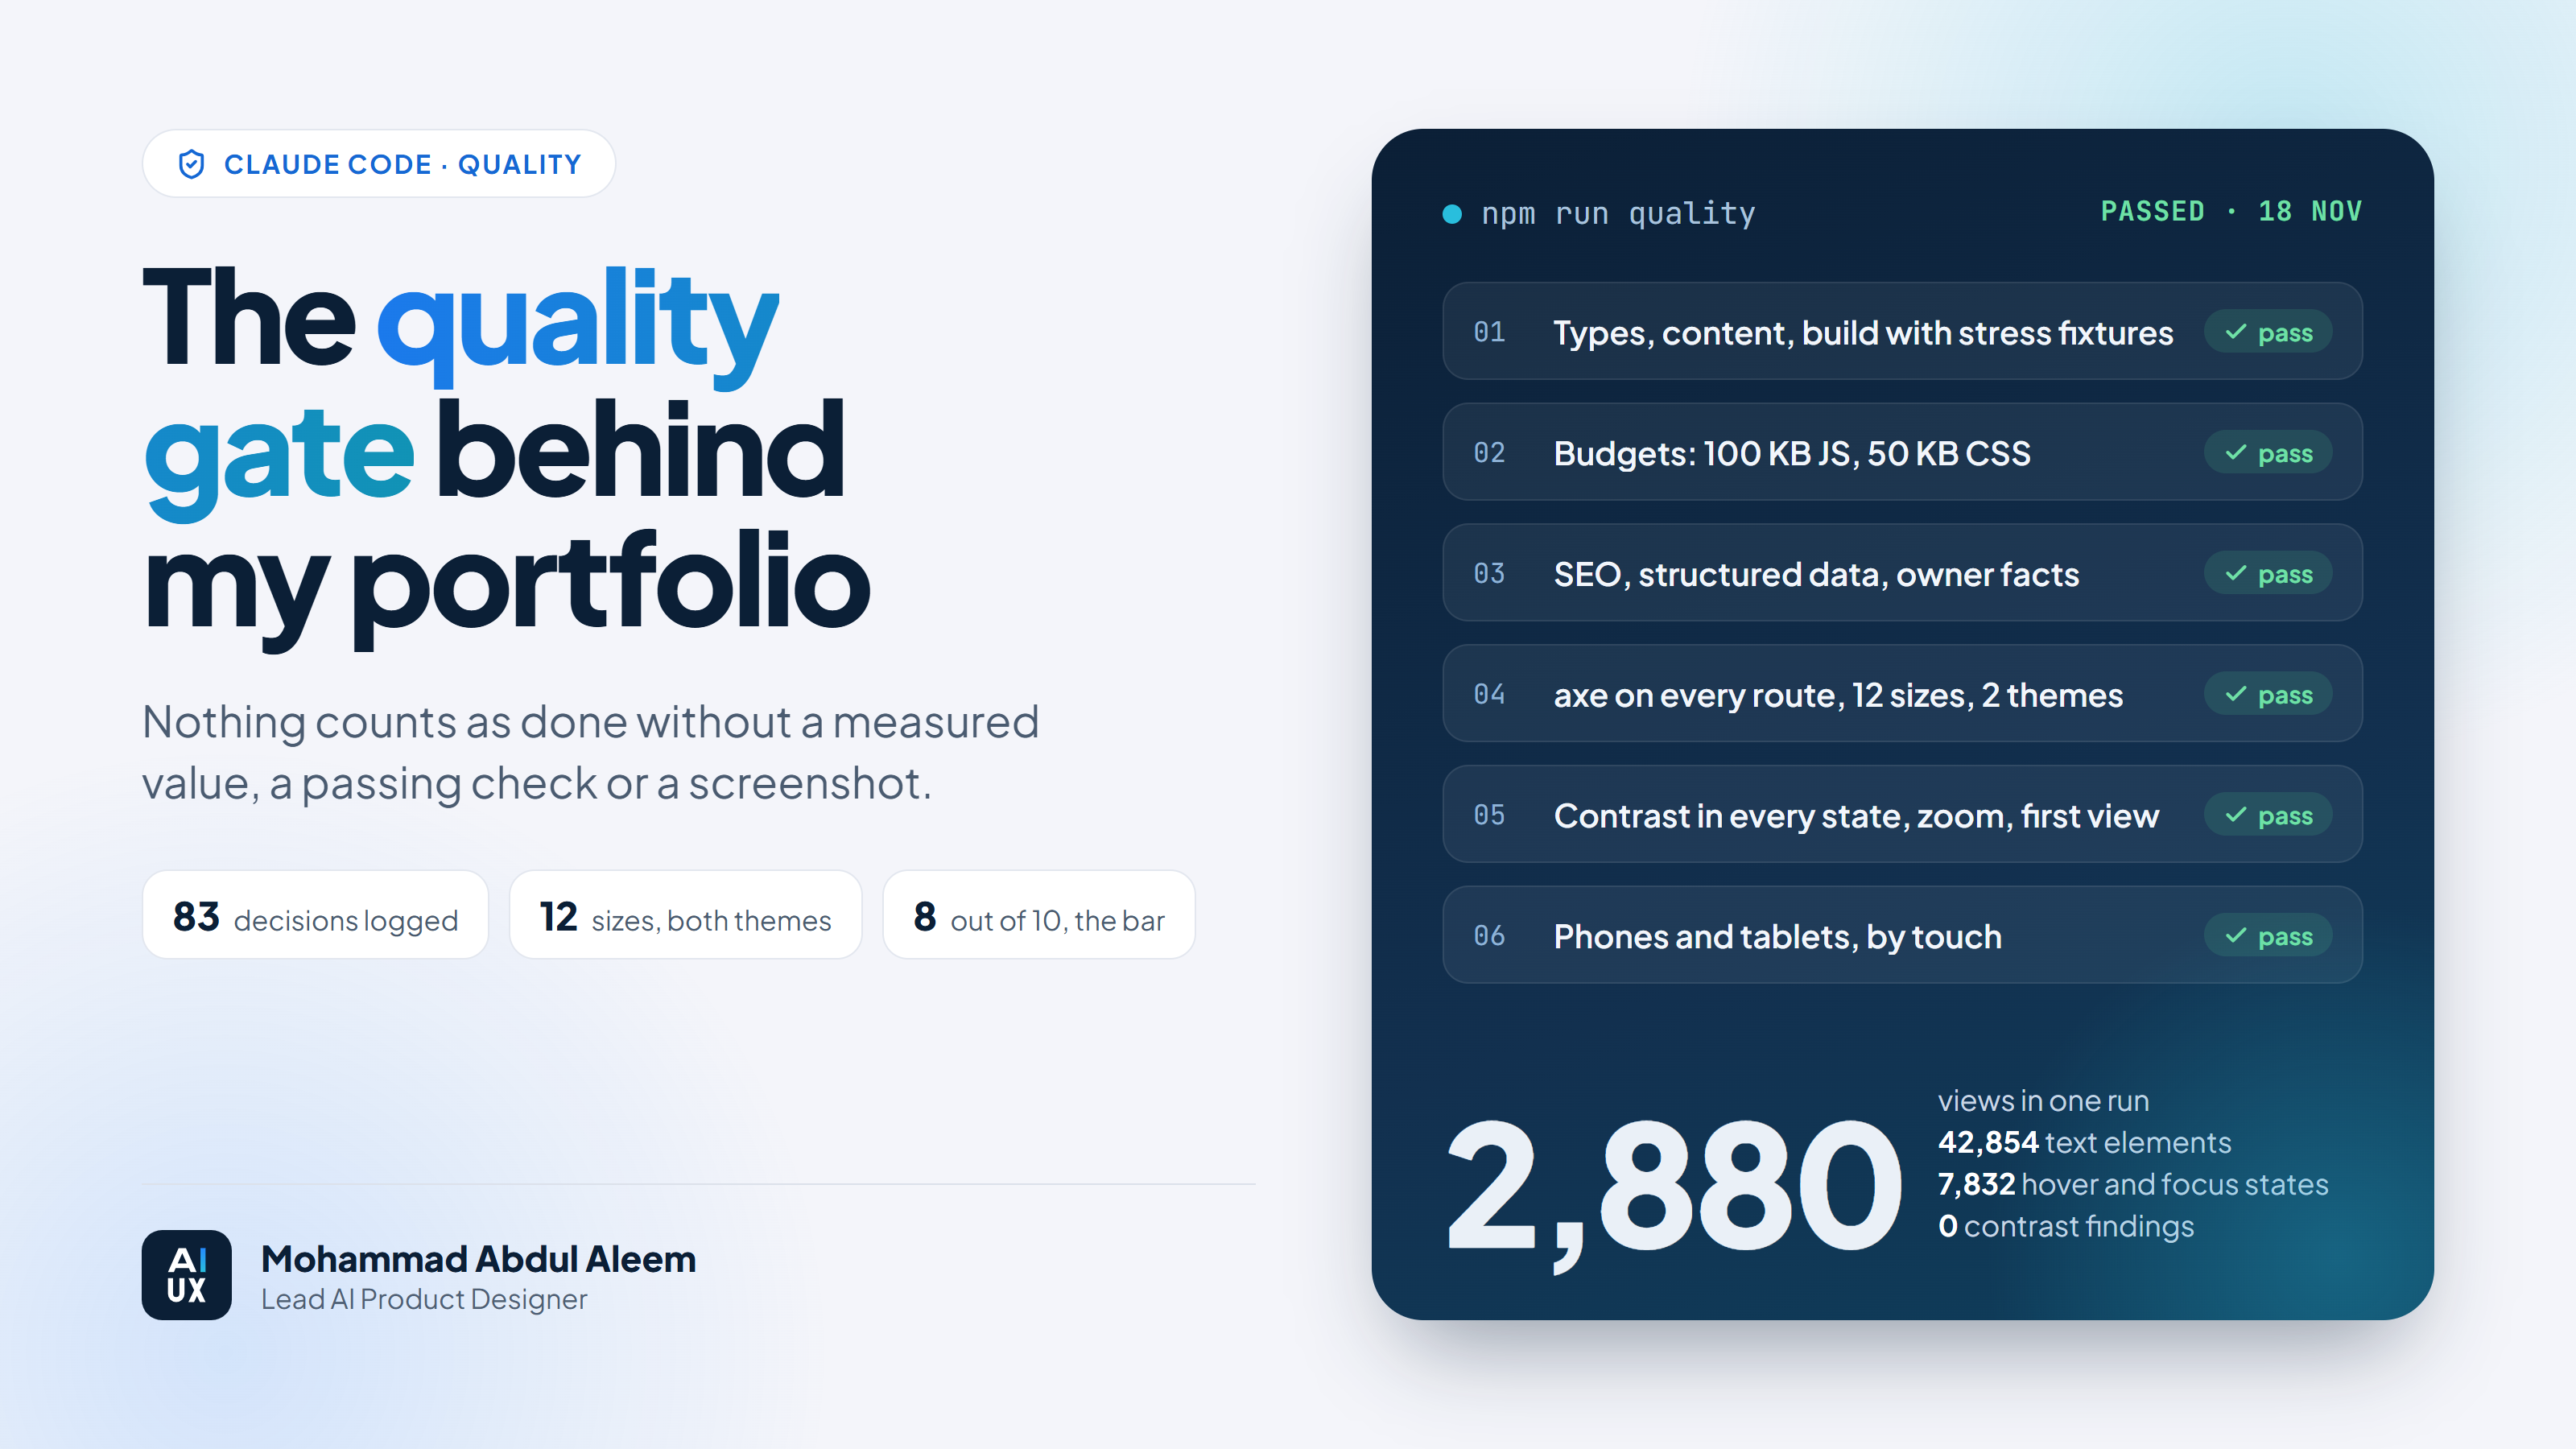 CLAUDE CODE · QUALITY
The quality
gate behind
my portfolio
Nothing counts as done without a measured
value, a passing check or a screenshot.
83 decisions logged
12 sizes, both themes
8 out of 10, the bar
AI
UX
Mohammad Abdul Aleem
Lead AI Product Designer
npm run quality
PASSED · 18 NOV
01 Types, content, build with stress fixtures ✓ pass
02 Budgets: 100 KB JS, 50 KB CSS ✓ pass
03 SEO, structured data, owner facts ✓ pass
04 axe on every route, 12 sizes, 2 themes ✓ pass
05 Contrast in every state, zoom, first view ✓ pass
06 Phones and tablets, by touch ✓ pass
2,880
views in one run
42,854 text elements
7,832 hover and focus states
0 contrast findings